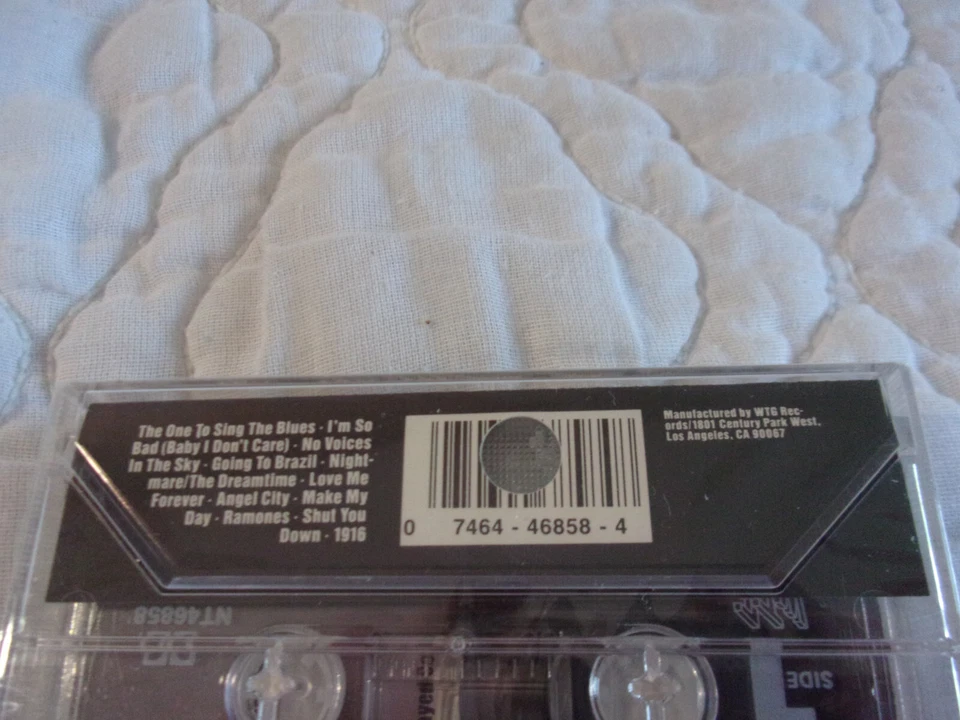 The One To Sing The Blues · I'm So
Bad (Baby I Don't Care) · No Voices
In The Sky · Going To Brazil · Night-
mare/The Dreamtime · Love Me
Forever · Angel City · Make My
Day · Ramones · Shut You
Down · 1916
0 7464 - 46858 - 4
Manufactured by WTG Rec-
ords/1801 Century Park West,
Los Angeles, CA 90067
NT46858
SIDE